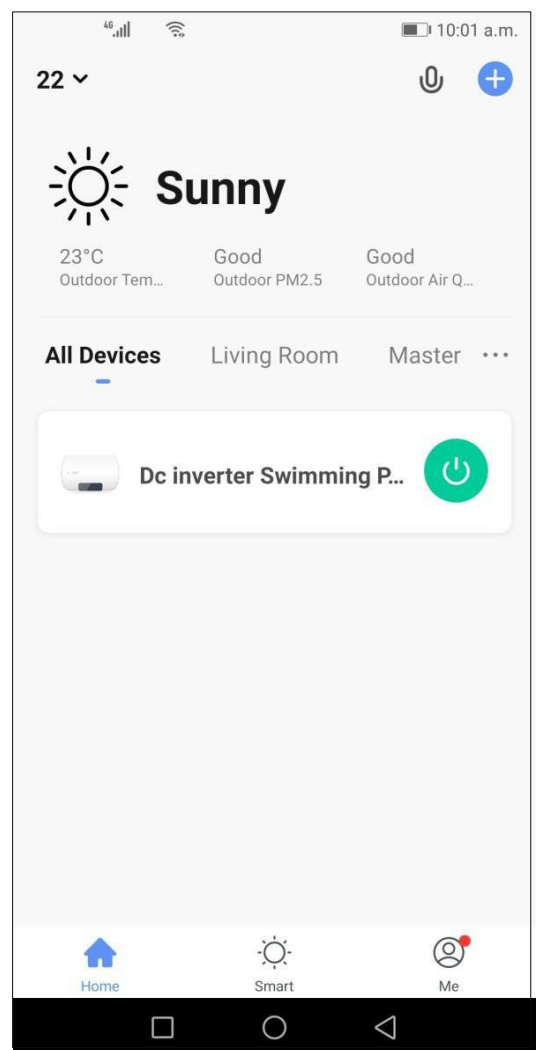 4G 10:01 a.m.
22
Sunny
23°C Good Good
Outdoor Tem... Outdoor PM2.5 Outdoor Air Q...
All Devices Living Room Master ...
Dc inverter Swimming P...
Home Smart Me